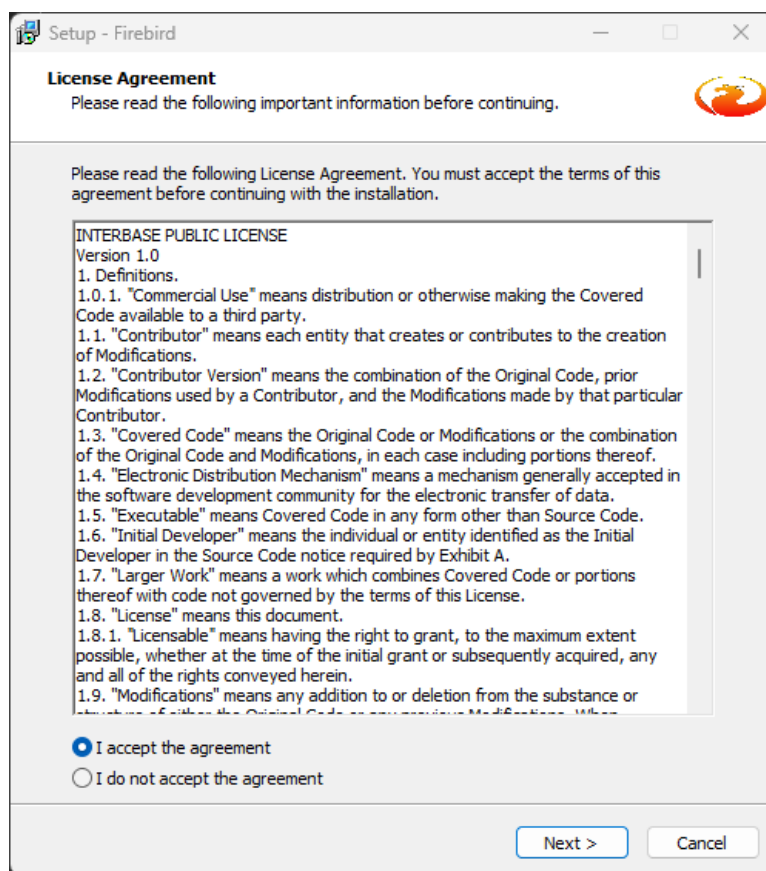 Setup - Firebird
License Agreement
Please read the following important information before continuing.
Please read the following License Agreement. You must accept the terms of this
agreement before continuing with the installation.
INTERBASE PUBLIC LICENSE
Version 1.0
1. Definitions.
1.0.1. "Commercial Use" means distribution or otherwise making the Covered
Code available to a third party.
1.1. "Contributor" means each entity that creates or contributes to the creation
of Modifications.
1.2. "Contributor Version" means the combination of the Original Code, prior
Modifications used by a Contributor, and the Modifications made by that particular
Contributor.
1.3. "Covered Code" means the Original Code or Modifications or the combination
of the Original Code and Modifications, in each case including portions thereof.
1.4. "Electronic Distribution Mechanism" means a mechanism generally accepted in
the software development community for the electronic transfer of data.
1.5. "Executable" means Covered Code in any form other than Source Code.
1.6. "Initial Developer" means the individual or entity identified as the Initial
Developer in the Source Code notice required by Exhibit A.
1.7. "Larger Work" means a work which combines Covered Code or portions
thereof with code not governed by the terms of this License.
1.8. "License" means this document.
1.8.1. "Licensable" means having the right to grant, to the maximum extent
possible, whether at the time of the initial grant or subsequently acquired, any
and all of the rights conveyed herein.
1.9. "Modifications" means any addition to or deletion from the substance or
structure of either the Original Code or any previous Modifications. When
I accept the agreement
I do not accept the agreement
Next >
Cancel